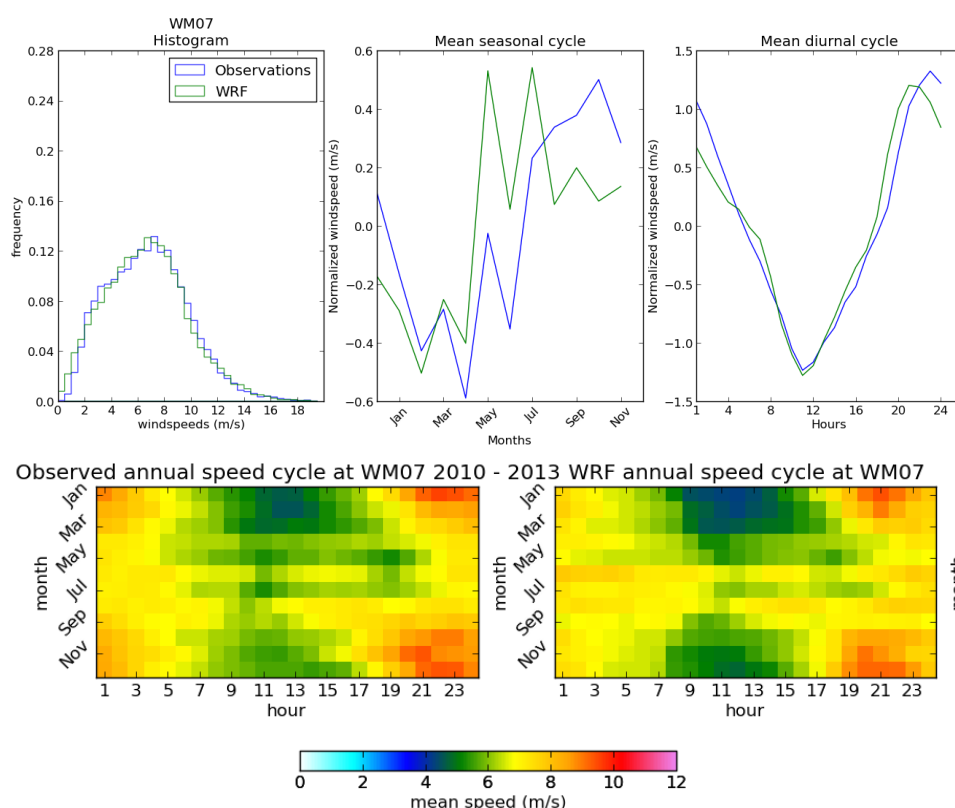 WM07
Histogram
Mean seasonal cycle
Mean diurnal cycle
0.28
0.24
0.2
0.16
0.12
0.08
0.04
0.0
frequency
Observations
WRF
0 2 4 6 8 10 12 14 16 18
windspeeds (m/s)
0.6
0.4
0.2
0.0
−0.2
−0.4
−0.6
Normalized windspeed (m/s)
Jan Mar May Jul Sep Nov
Months
1.5
1.0
0.5
0.0
−0.5
−1.0
−1.5
Normalized windspeed (m/s)
1 4 8 12 16 20 24
Hours
Observed annual speed cycle at WM07 2010 - 2013 WRF annual speed cycle at WM07
Jan
Mar
May
Jul
Sep
Nov
month
1 3 5 7 9 11 13 15 17 19 21 23
hour
Jan
Mar
May
Jul
Sep
Nov
month
1 3 5 7 9 11 13 15 17 19 21 23
hour
month
0 2 4 6 8 10 12
mean speed (m/s)